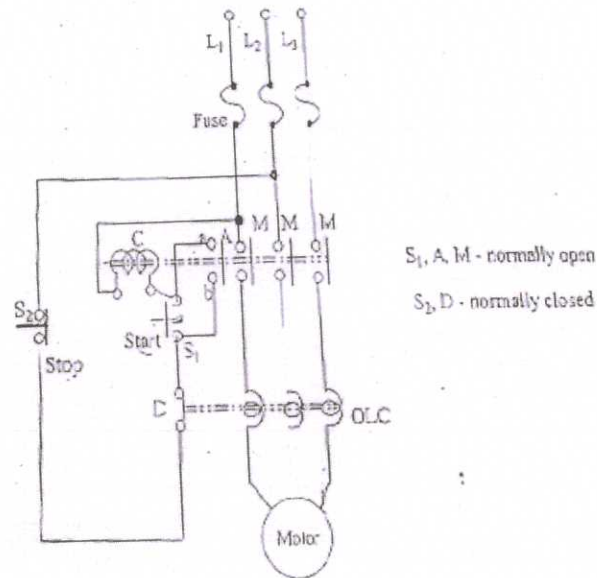 L₁ L₂ L₃
Fuse
C a A M M M
b
S₁, A, M - normally open
S₂, D - normally closed
S₂
Stop
Start S₁
D OLC
Motor